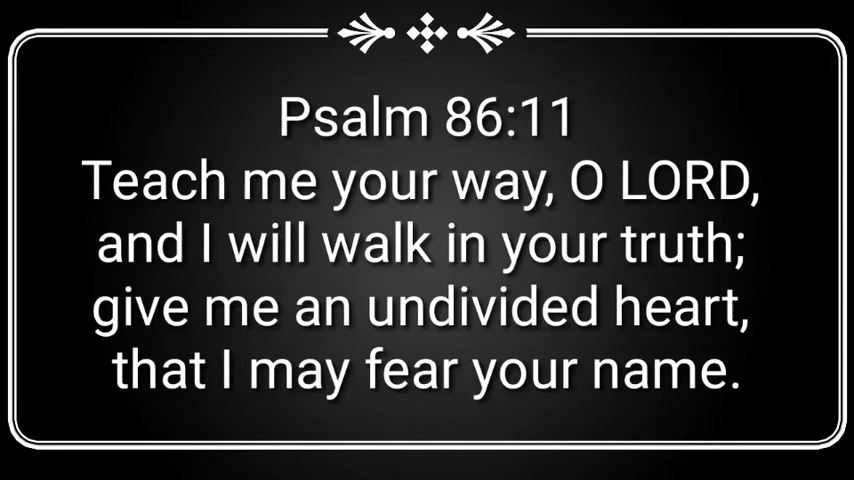 Psalm 86:11
Teach me your way, O LORD,
and I will walk in your truth;
give me an undivided heart,
that I may fear your name.